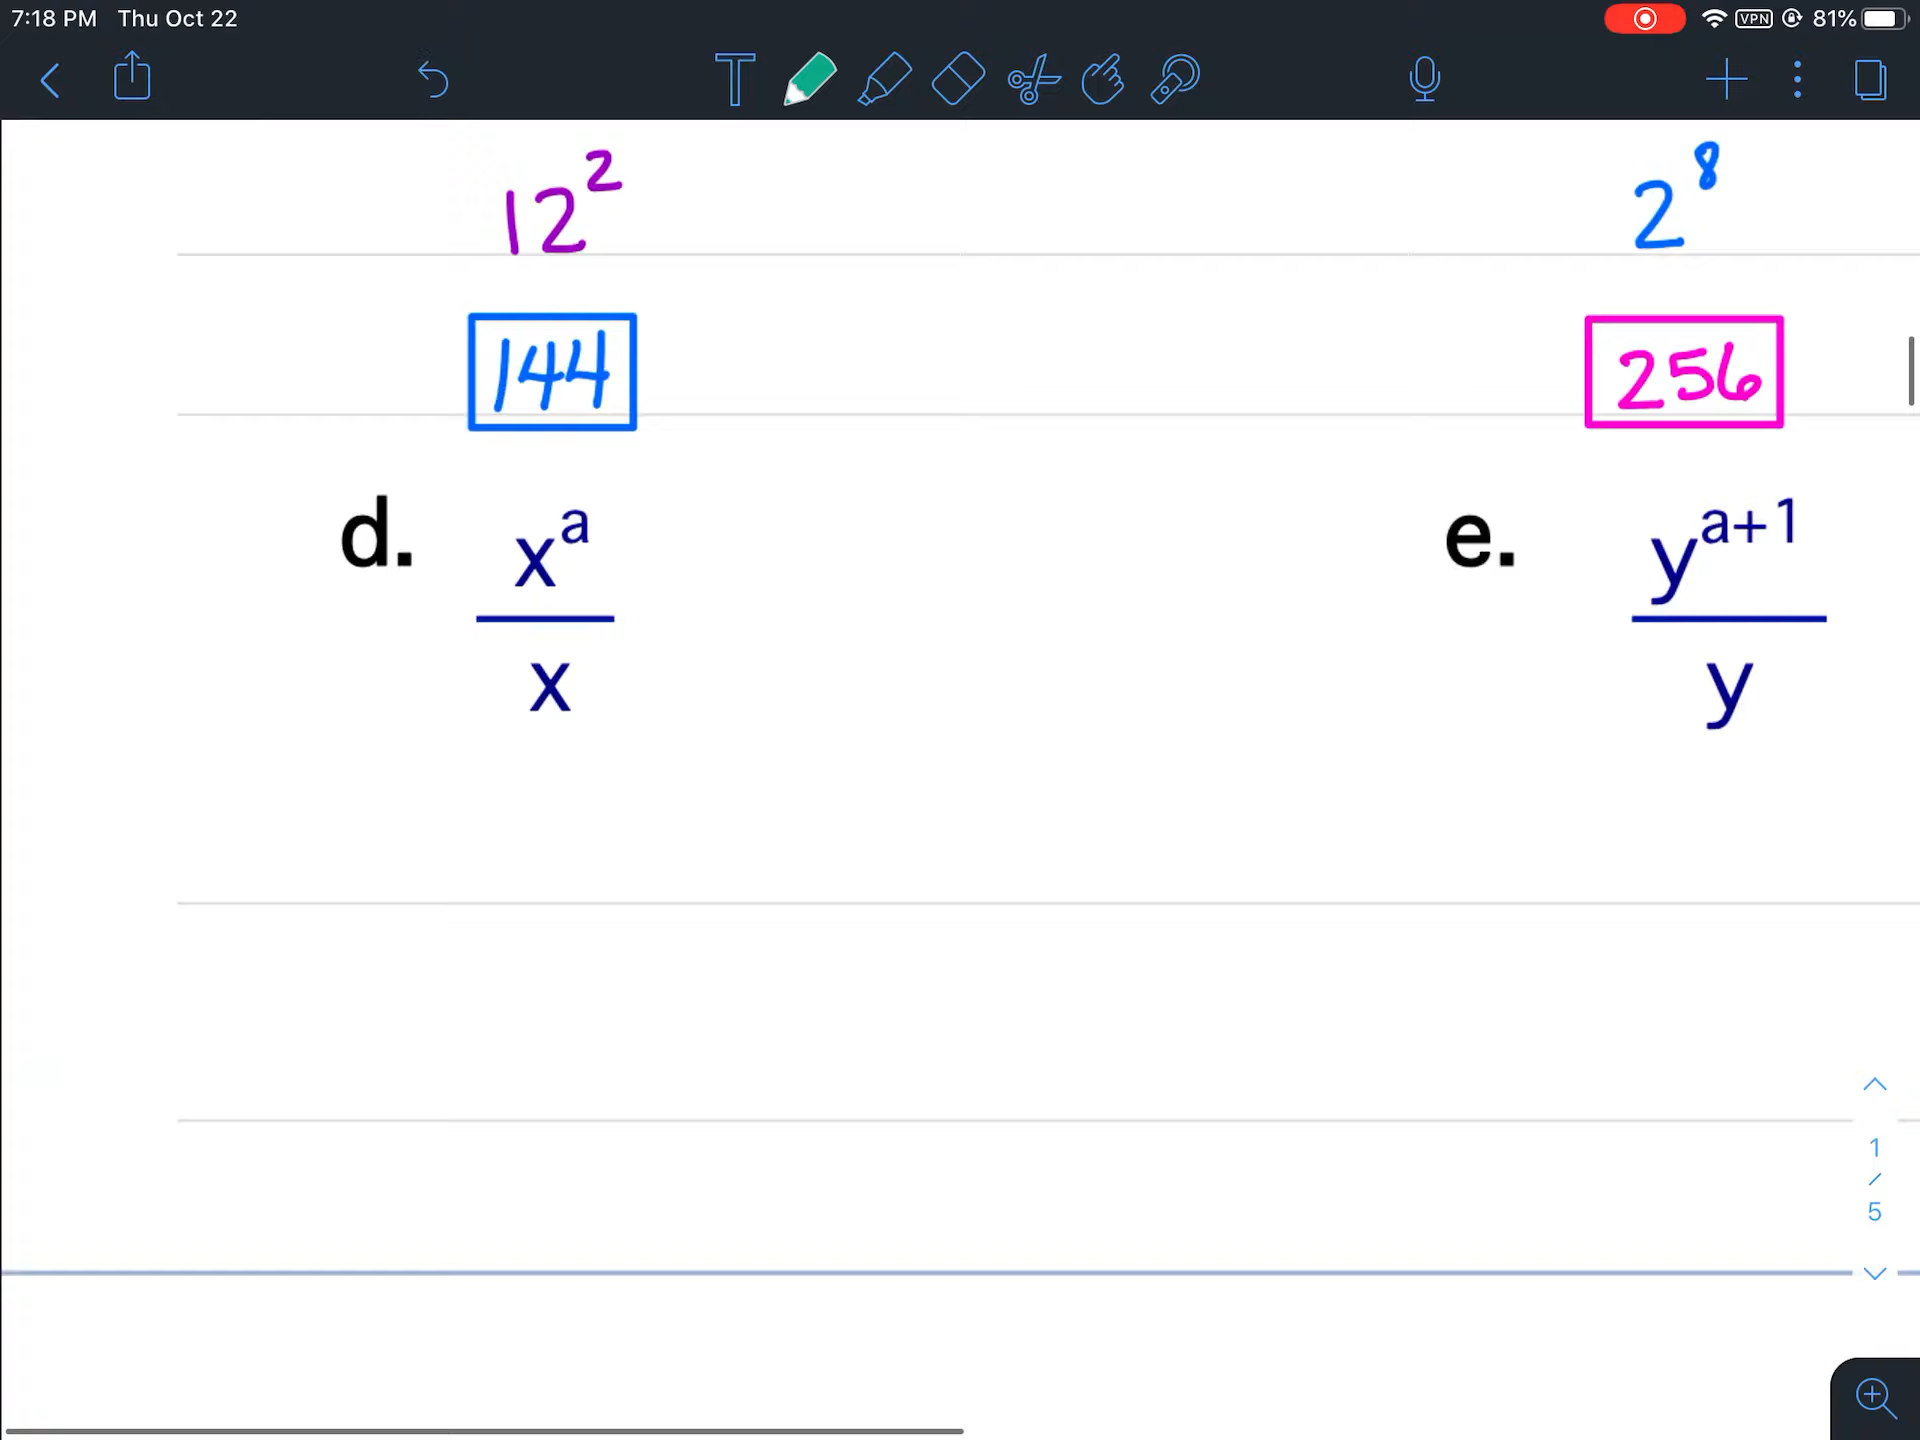 7:18 PM Thu Oct 22 VPN 81%
T
12² 2⁸
144 256
d. xᵃ e. yᵃ⁺¹
x y
1
/
5